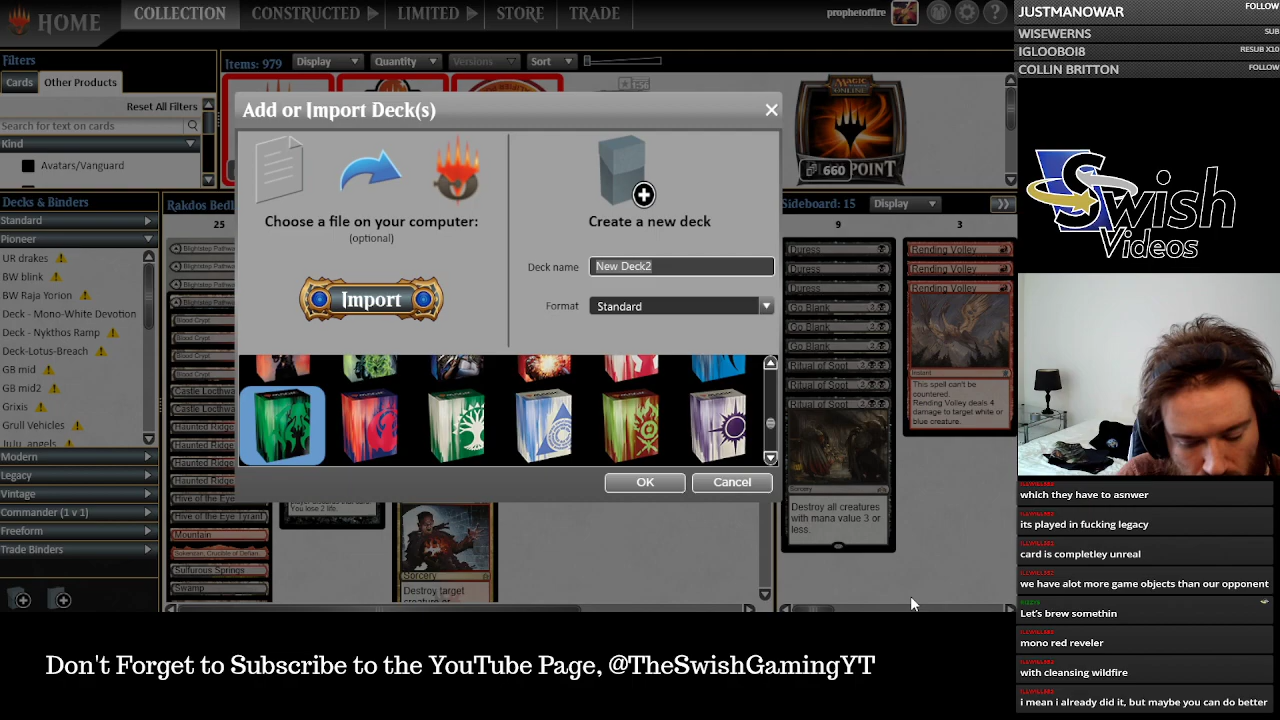 HOME
COLLECTION
CONSTRUCTED
LIMITED
STORE
TRADE
prophetoffire
Filters
Items: 979
Display
Quantity
Versions
Sort
Cards
Other Products
Reset All Filters
Search for text on cards
Kind
Avatars/Vanguard
Magic
POINT
660
Add or Import Deck(s)
Choose a file on your computer:
(optional)
Import
Create a new deck
Deck name
New Deck2
Format
Standard
OK
Cancel
Decks & Binders
Standard
Pioneer
UR drakes
BW blink
BW Raja Yorion
Deck - Mono-White Humans
Deck - Nykthos Ramp
Deck-Lotus-Breach
GB mid
GB mid2
Grixis
Grull Vehicles
JuJu_angels
Modern
Legacy
Vintage
Commander (1 v 1)
Freeform
Trade Binders
25
Blightstep Pathway
Blood Crypt
Blood Crypt
Blood Crypt
Blood Crypt
Castle Locthwain
Castle Locthwain
Haunted Ridge
Haunted Ridge
Haunted Ridge
Haunted Ridge
Hive of the Eye Tyrant
Hive of the Eye Tyrant
Mountain
Sulfurous Springs
Swamp
You lose 2 life.
Sorcery
Destroy target
creature or
Sideboard: 15
Display
9
3
Duress
Duress
Duress
Go Blank
Go Blank
Go Blank
Ritual of Soot
Ritual of Soot
Ritual of Soot
Sorcery
Destroy all creatures
with mana value 3 or
less.
Rending Volley
Rending Volley
Rending Volley
Instant
This spell can't be
countered.
Rending Volley deals 4
damage to target white or
blue creature.
JUSTMANOWAR
FOLLOW
WISEWERNS
SUB
IGLOOBOI8
RESUB X10
COLLIN BRITTON
FOLLOW
Swish
Videos
which they have to asnwer
its played in fucking legacy
card is completley unreal
we have alot more game objects than our opponent
Let's brew somethin
mono red reveler
with cleansing wildfire
i mean i already did it, but maybe you can do better
Don't Forget to Subscribe to the YouTube Page, @TheSwishGamingYT